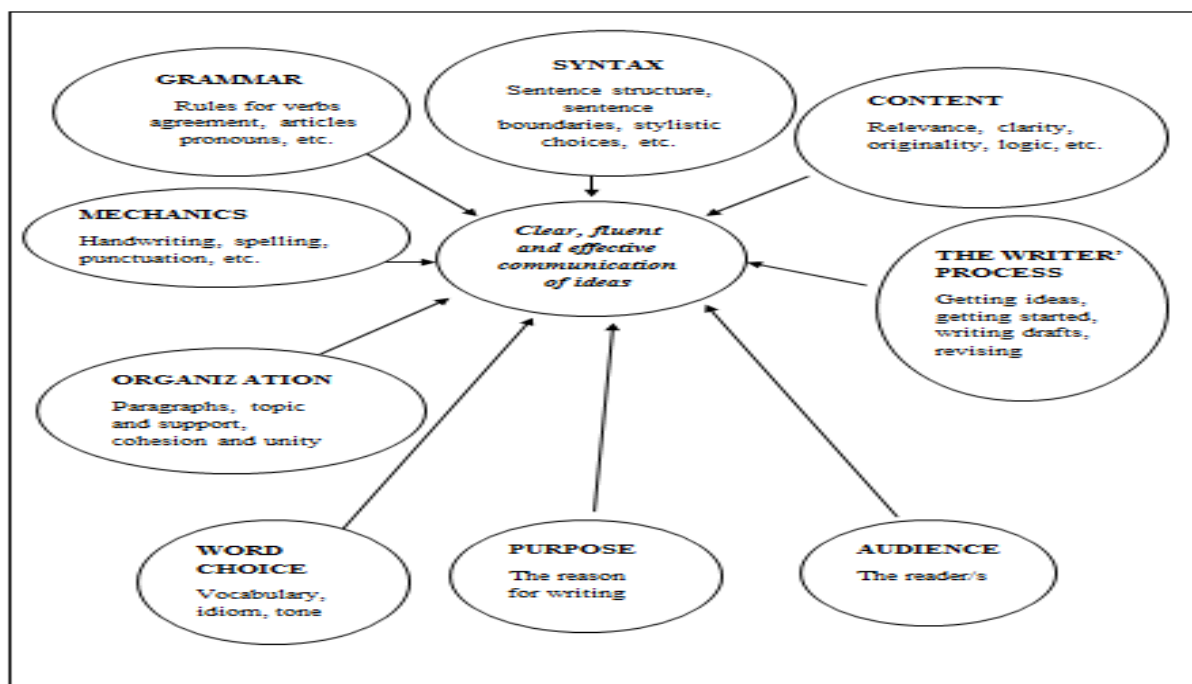 GRAMMAR
Rules for verbs
agreement, articles
pronouns, etc.
SYNTAX
Sentence structure,
sentence
boundaries, stylistic
choices, etc.
CONTENT
Relevance, clarity,
originality, logic, etc.
MECHANICS
Handwriting, spelling,
punctuation, etc.
Clear, fluent
and effective
communication
of ideas
THE WRITER'
PROCESS
Getting ideas,
getting started,
writing drafts,
revising
ORGANIZ ATION
Paragraphs, topic
and support,
cohesion and unity
WORD
CHOICE
Vocabulary,
idiom, tone
PURPOSE
The reason
for writing
AUDIENCE
The reader/s